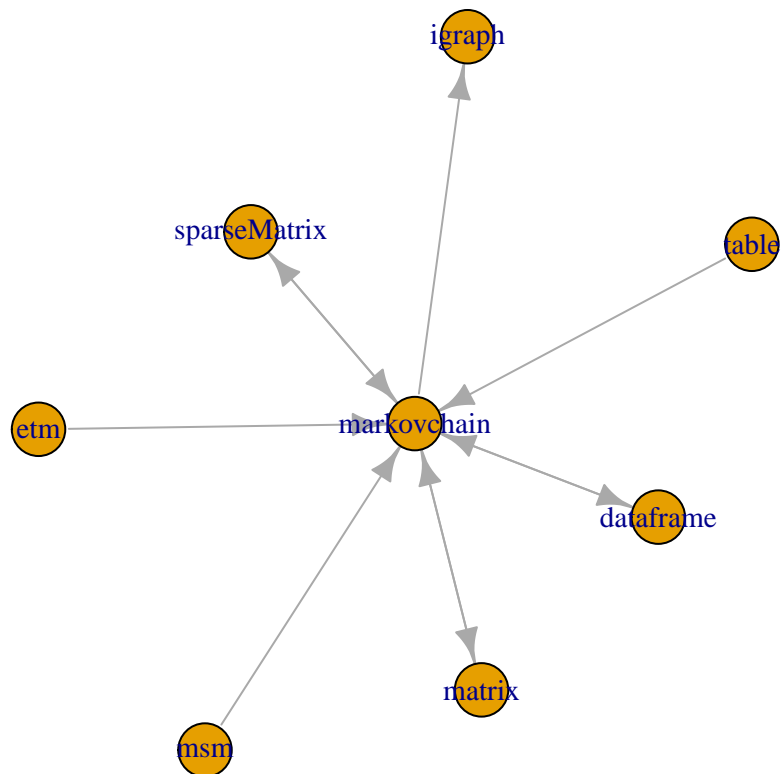 igraph
sparseMatrix
table
etm
markovchain
dataframe
matrix
msm